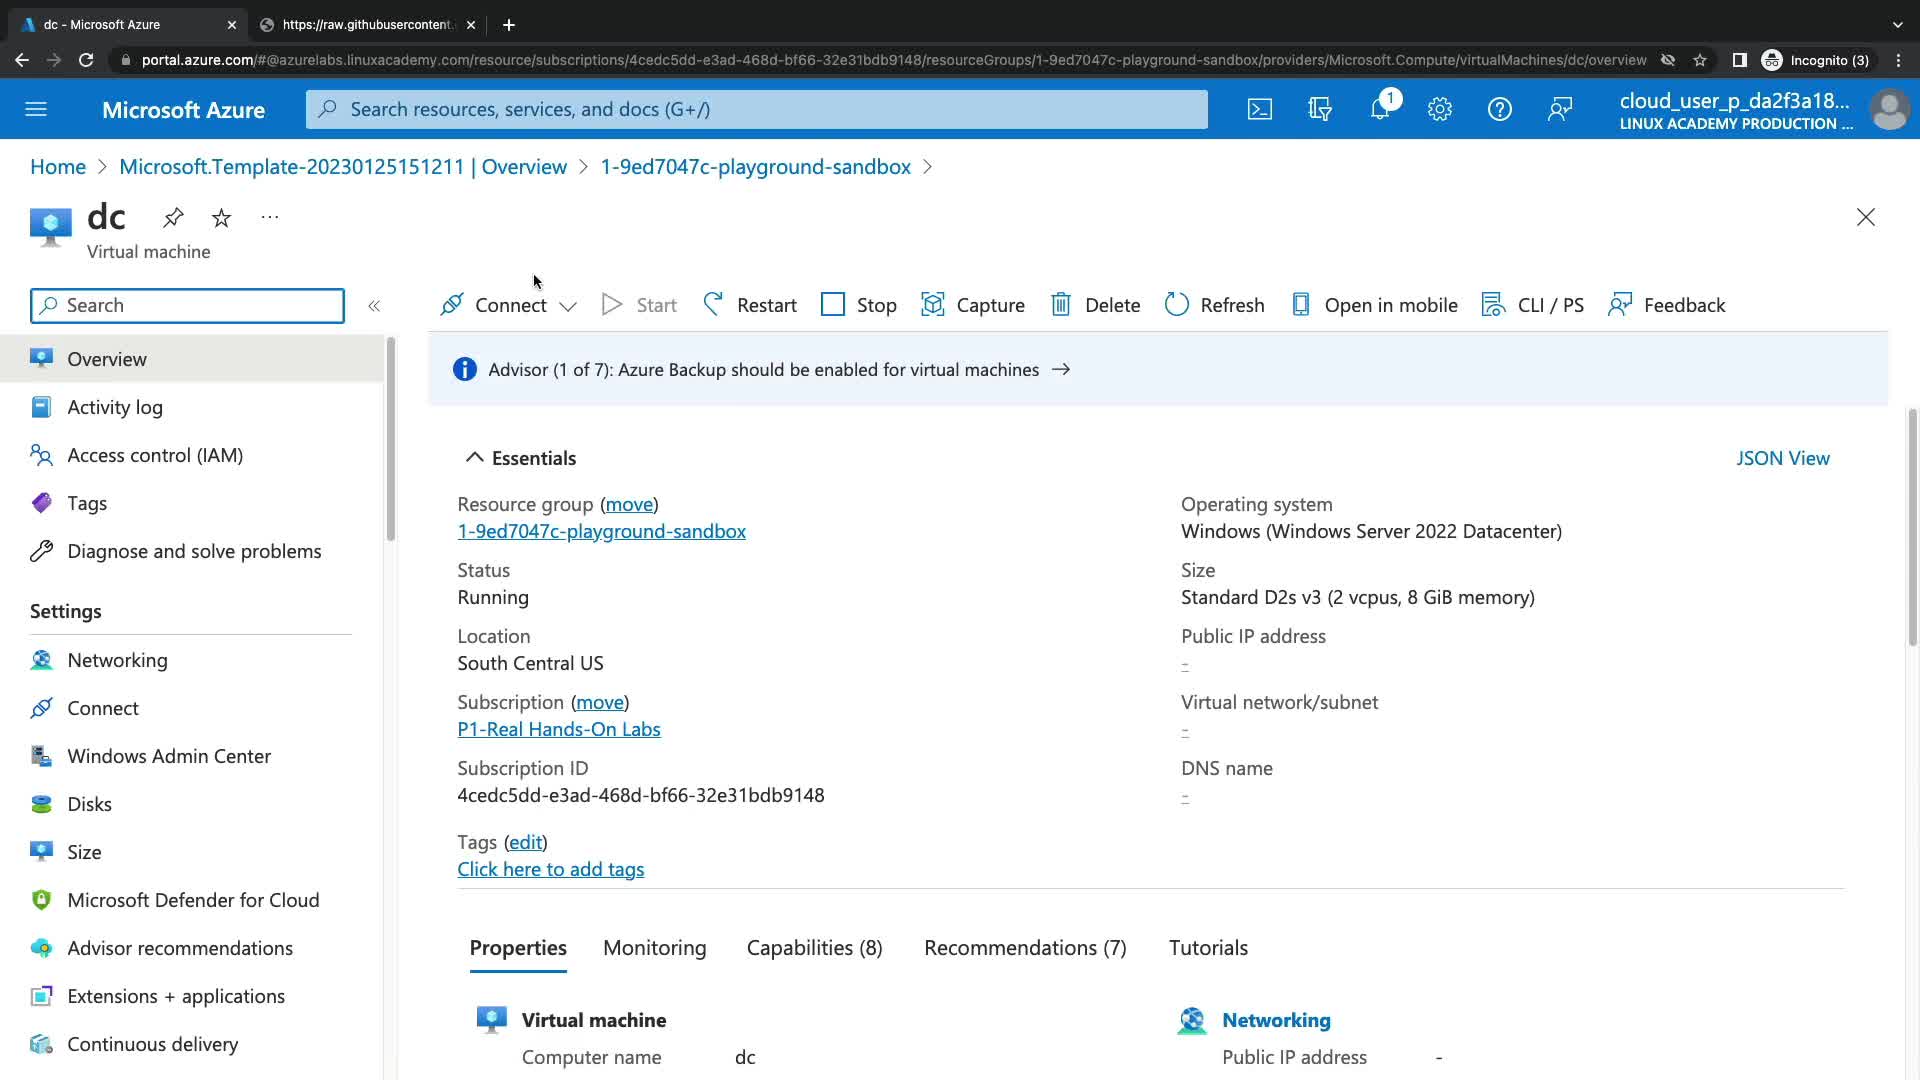 dc - Microsoft Azure
https://raw.githubusercontent.
portal.azure.com/#@azurelabs.linuxacademy.com/resource/subscriptions/4cedc5dd-e3ad-468d-bf66-32e31bdb9148/resourceGroups/1-9ed7047c-playground-sandbox/providers/Microsoft.Compute/virtualMachines/dc/overview
Incognito (3)
Microsoft Azure
Search resources, services, and docs (G+/)
1
cloud_user_p_da2f3a18...
LINUX ACADEMY PRODUCTION ...
Home > Microsoft.Template-20230125151211 | Overview > 1-9ed7047c-playground-sandbox >
dc
...
Virtual machine
Search
«
Connect
Start
Restart
Stop
Capture
Delete
Refresh
Open in mobile
CLI / PS
Feedback
Overview
Activity log
Access control (IAM)
Tags
Diagnose and solve problems
Settings
Networking
Connect
Windows Admin Center
Disks
Size
Microsoft Defender for Cloud
Advisor recommendations
Extensions + applications
Continuous delivery
Advisor (1 of 7): Azure Backup should be enabled for virtual machines →
Essentials
JSON View
Resource group (move)
1-9ed7047c-playground-sandbox
Status
Running
Location
South Central US
Subscription (move)
P1-Real Hands-On Labs
Subscription ID
4cedc5dd-e3ad-468d-bf66-32e31bdb9148
Tags (edit)
Click here to add tags
Operating system
Windows (Windows Server 2022 Datacenter)
Size
Standard D2s v3 (2 vcpus, 8 GiB memory)
Public IP address
-
Virtual network/subnet
-
DNS name
-
Properties
Monitoring
Capabilities (8)
Recommendations (7)
Tutorials
Virtual machine
Computer name dc
Networking
Public IP address -